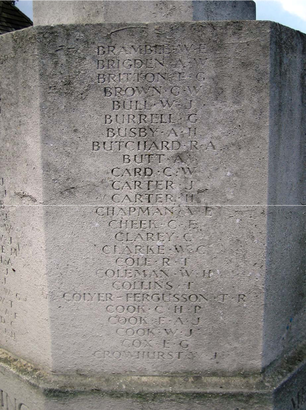 BRAMBLE·W·E
BRIGDEN·A·W
BRITTON·E·G
BROWN·G·W
BULL·W·J
BURRELL·G
BUSBY·A·H
BUTCHARD·R·A
BUTT·A
CARD·C·W
CARTER·J
CARTER·H
CHAPMAN·A·E
CHEEK·C·F
CLAREY·G
CLARKE·W·G
COLE·R·T
COLEMAN·W·H
COLLINS·T
COLYER-FERGUSSON·T·R
COOK·C·H·P
COOK·F·A·J
COOK·W·J
COX·E·G
CROWHURST·V·J